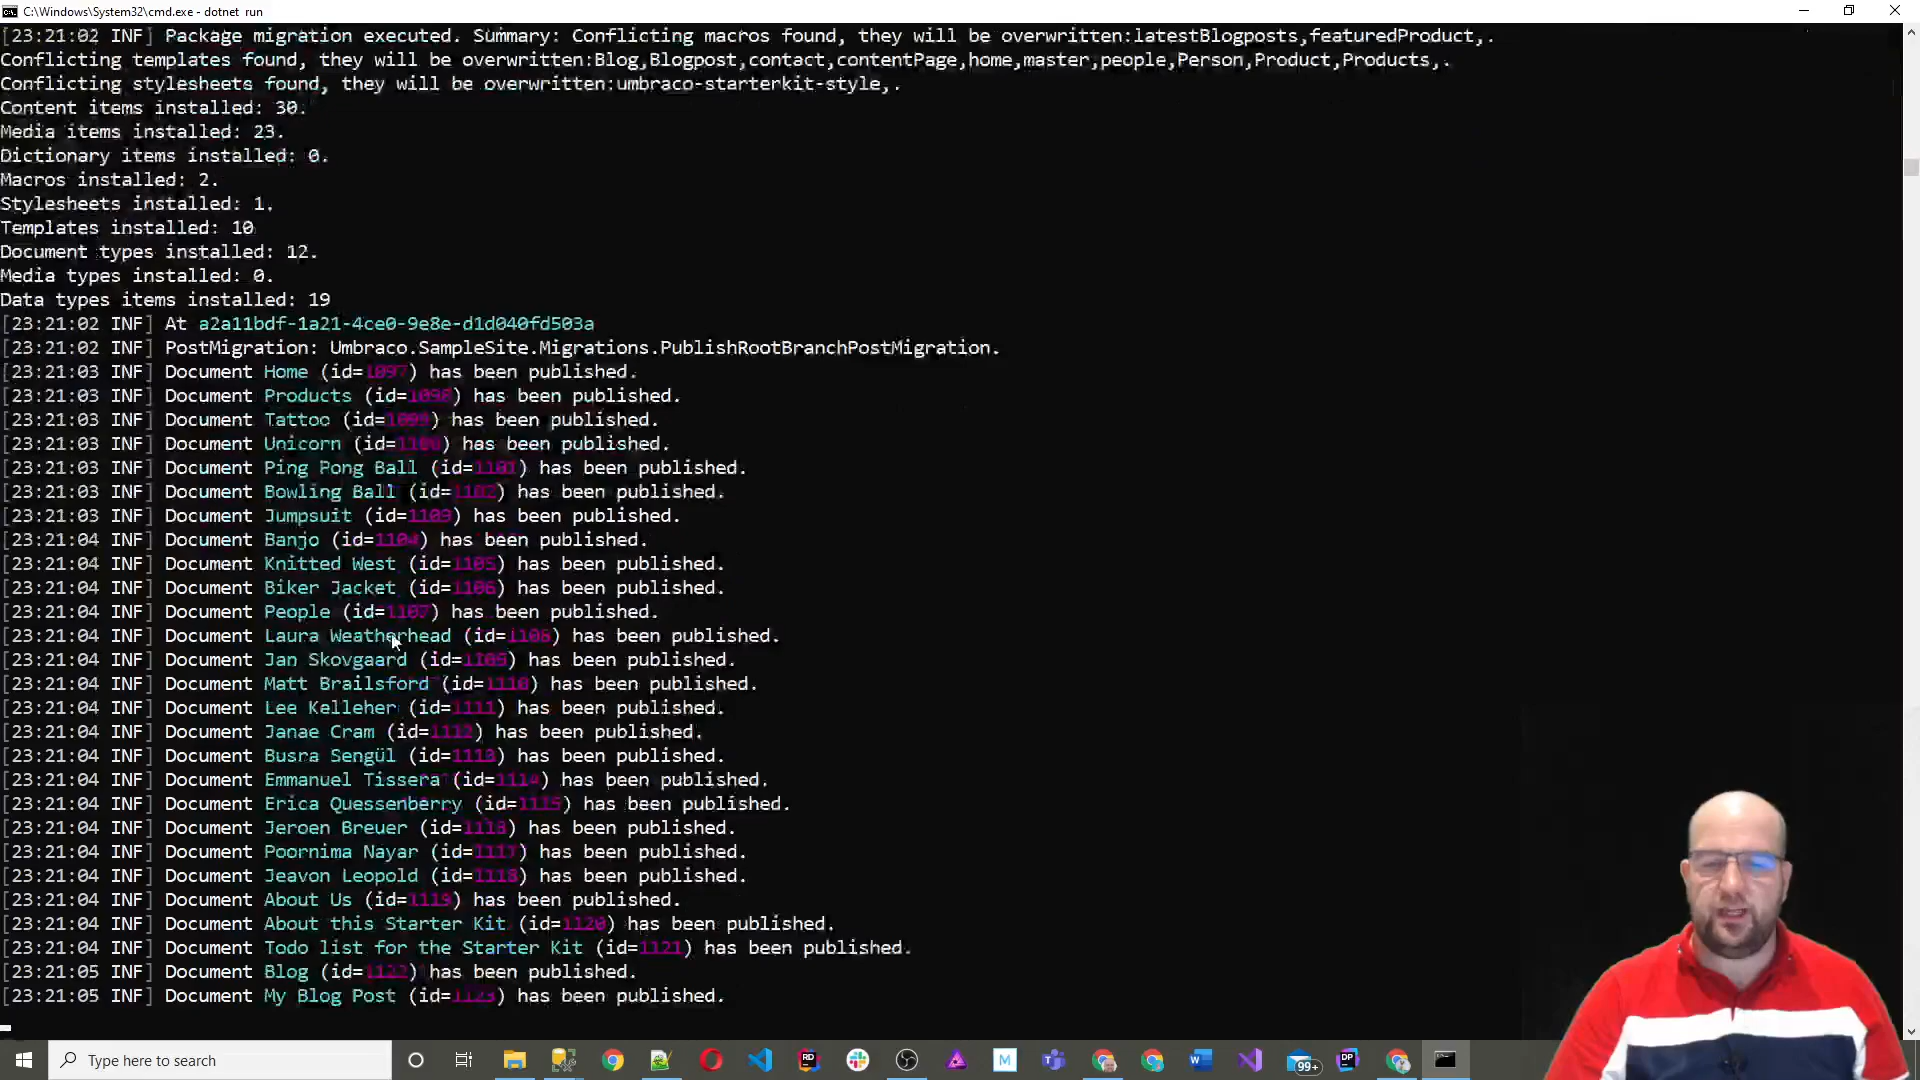 C:\Windows\System32\cmd.exe - dotnet run
[23:21:02 INF] Package migration executed. Summary: Conflicting macros found, they will be overwritten:latestBlogposts,featuredProduct,.
Conflicting templates found, they will be overwritten:Blog,Blogpost,contact,contentPage,home,master,people,Person,Product,Products,.
Conflicting stylesheets found, they will be overwritten:umbraco-starterkit-style,.
Content items installed: 30.
Media items installed: 23.
Dictionary items installed: 0.
Macros installed: 2.
Stylesheets installed: 1.
Templates installed: 10
Document types installed: 12.
Media types installed: 0.
Data types items installed: 19
[23:21:02 INF] At a2a11bdf-1a21-4ce0-9e8e-d1d040fd503a
[23:21:02 INF] PostMigration: Umbraco.SampleSite.Migrations.PublishRootBranchPostMigration.
[23:21:03 INF] Document Home (id=1097) has been published.
[23:21:03 INF] Document Products (id=1098) has been published.
[23:21:03 INF] Document Tattoo (id=1099) has been published.
[23:21:03 INF] Document Unicorn (id=1100) has been published.
[23:21:03 INF] Document Ping Pong Ball (id=1101) has been published.
[23:21:03 INF] Document Bowling Ball (id=1102) has been published.
[23:21:03 INF] Document Jumpsuit (id=1103) has been published.
[23:21:04 INF] Document Banjo (id=1104) has been published.
[23:21:04 INF] Document Knitted West (id=1105) has been published.
[23:21:04 INF] Document Biker Jacket (id=1106) has been published.
[23:21:04 INF] Document People (id=1107) has been published.
[23:21:04 INF] Document Laura Weatherhead (id=1108) has been published.
[23:21:04 INF] Document Jan Skovgaard (id=1109) has been published.
[23:21:04 INF] Document Matt Brailsford (id=1110) has been published.
[23:21:04 INF] Document Lee Kelleher (id=1111) has been published.
[23:21:04 INF] Document Janae Cram (id=1112) has been published.
[23:21:04 INF] Document Busra Sengül (id=1113) has been published.
[23:21:04 INF] Document Emmanuel Tissera (id=1114) has been published.
[23:21:04 INF] Document Erica Quessenberry (id=1115) has been published.
[23:21:04 INF] Document Jeroen Breuer (id=1116) has been published.
[23:21:04 INF] Document Poornima Nayar (id=1117) has been published.
[23:21:04 INF] Document Jeavon Leopold (id=1118) has been published.
[23:21:04 INF] Document About Us (id=1119) has been published.
[23:21:04 INF] Document About this Starter Kit (id=1120) has been published.
[23:21:04 INF] Document Todo list for the Starter Kit (id=1121) has been published.
[23:21:05 INF] Document Blog (id=1122) has been published.
[23:21:05 INF] Document My Blog Post (id=1123) has been published.
Type here to search
RD
M
W
99+
DP